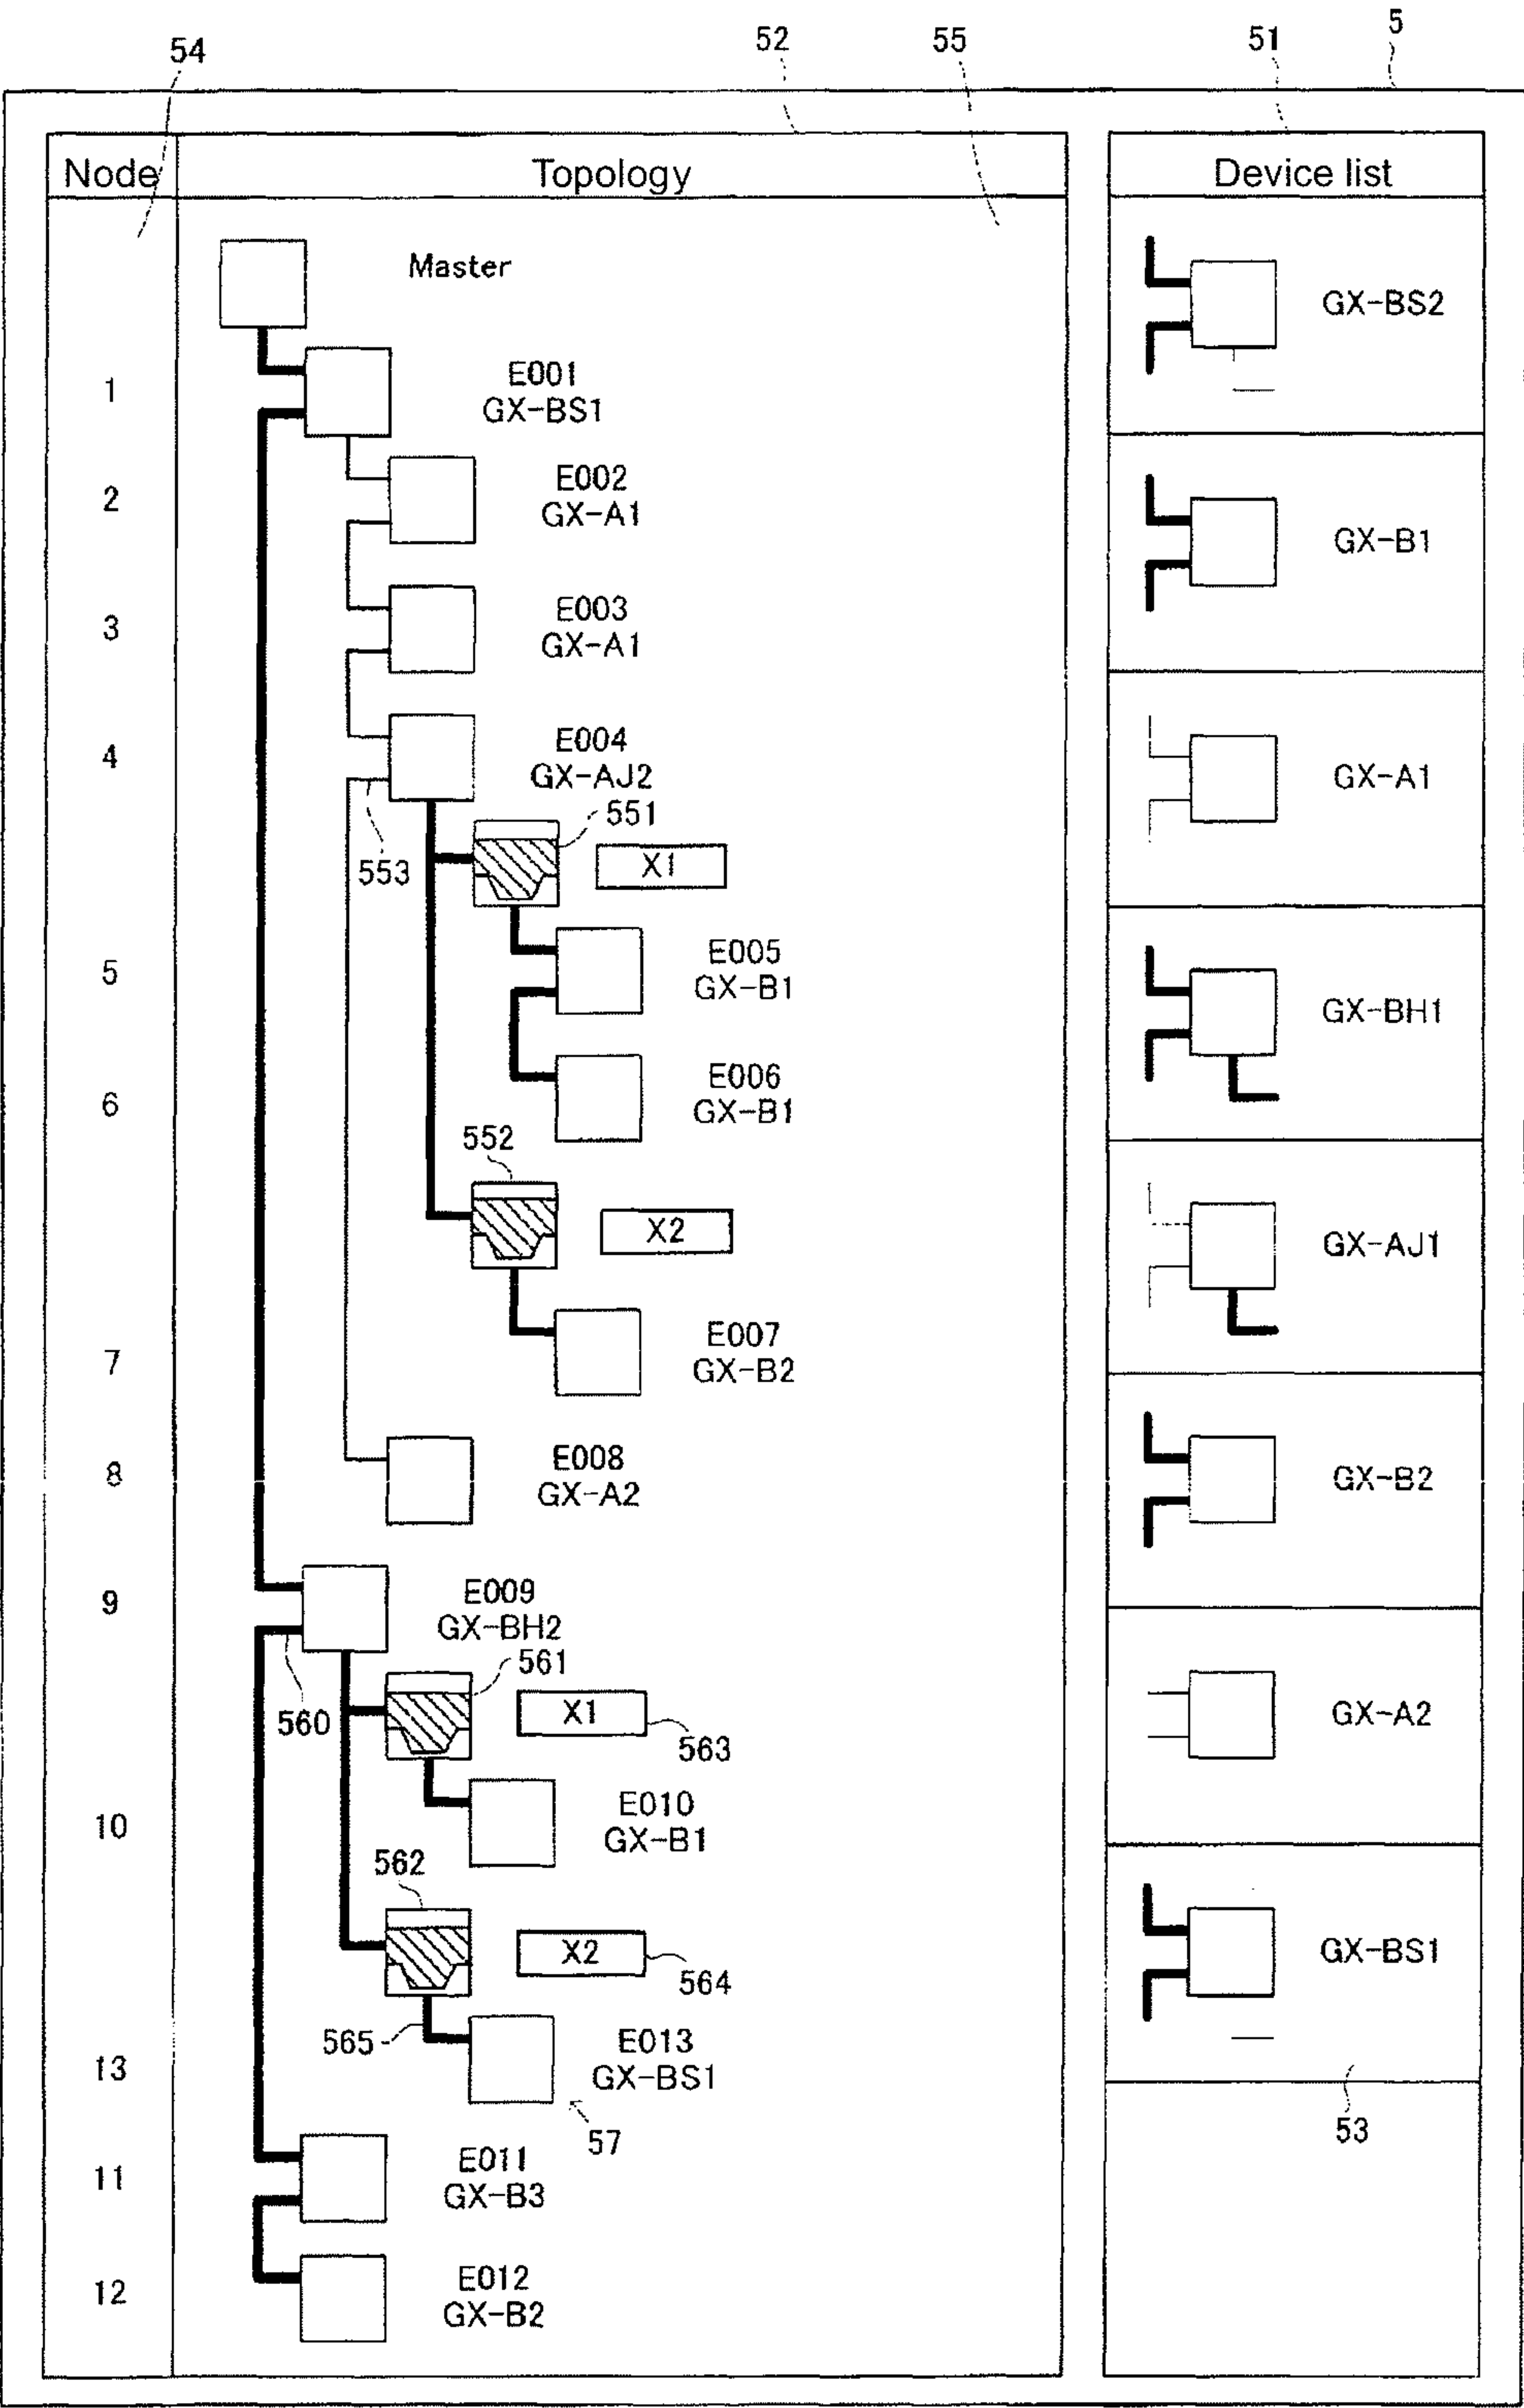 54
52
55
51
5
Node
Topology
Device list
Master
1
E001
GX-BS1
2
E002
GX-A1
3
E003
GX-A1
4
E004
GX-AJ2
551
553
X1
5
E005
GX-B1
6
E006
GX-B1
552
X2
7
E007
GX-B2
8
E008
GX-A2
9
E009
GX-BH2
561
560
X1
563
10
E010
GX-B1
562
X2
564
565
13
E013
GX-BS1
57
11
E011
GX-B3
12
E012
GX-B2
GX-BS2
GX-B1
GX-A1
GX-BH1
GX-AJ1
GX-B2
GX-A2
GX-BS1
53